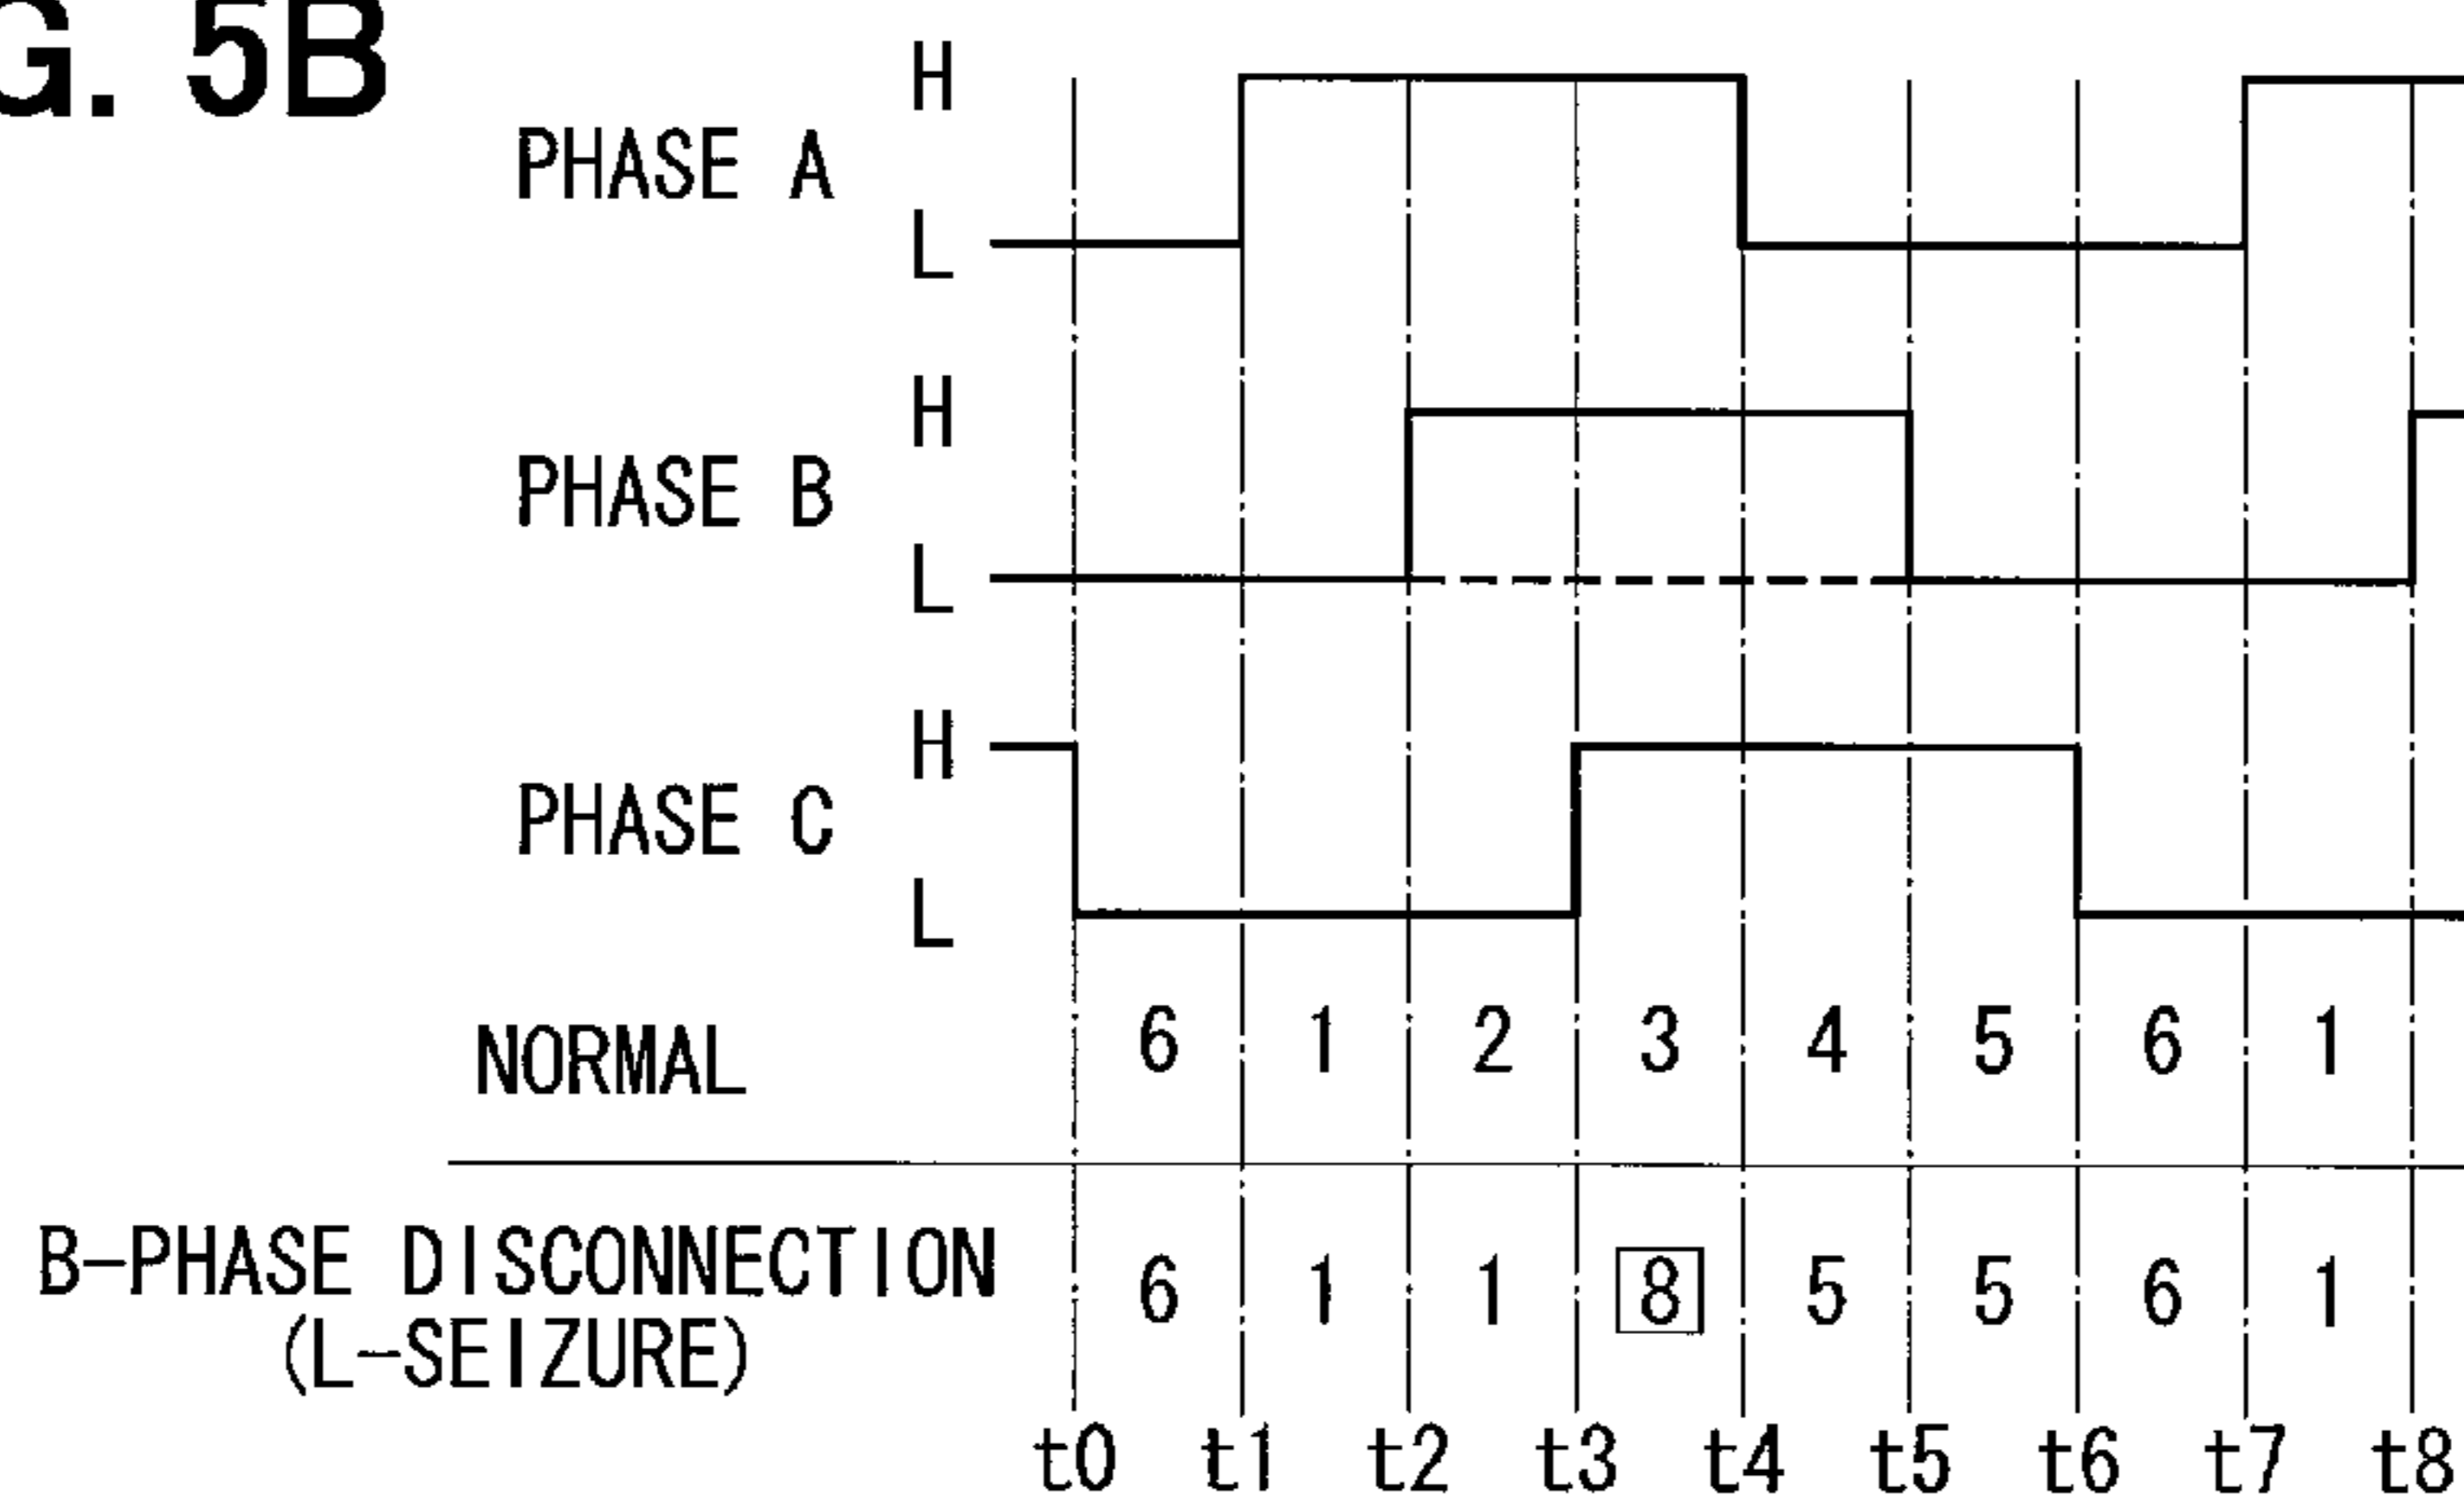 G. 5B
H
PHASE A
L
H
PHASE B
L
H
PHASE C
L
NORMAL 6 1 2 3 4 5 6 1
B-PHASE DISCONNECTION 6 1 1 8 5 5 6 1
(L-SEIZURE)
t0 t1 t2 t3 t4 t5 t6 t7 t8